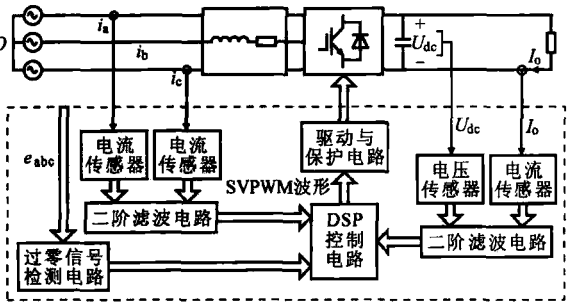 i_a
i_b
i_c
+
U_dc
−
I_o
e_abc
电流
传感器
电流
传感器
驱动与
保护电路
U_dc
I_o
电压
传感器
电流
传感器
SVPWM波形
二阶滤波电路
DSP
控制
电路
二阶滤波电路
过零信号
检测电路